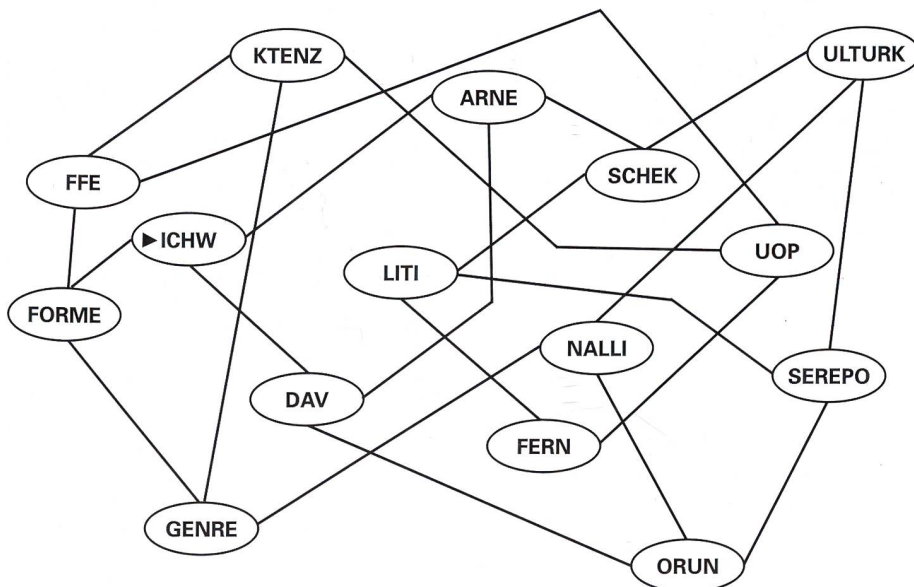 KTENZ
ULTURK
ARNE
FFE
SCHEK
►ICHW
UOP
LITI
FORME
NALLI
SEREPO
DAV
FERN
GENRE
ORUN